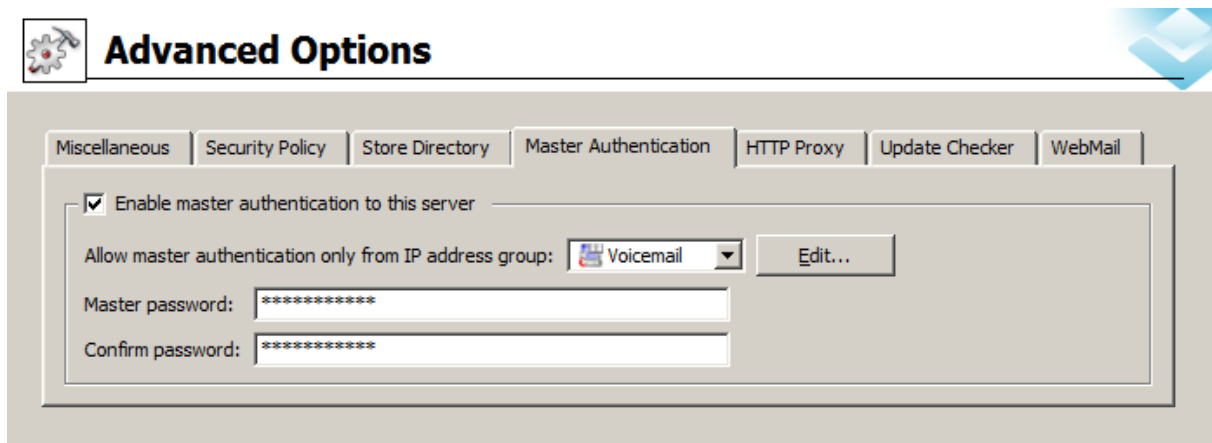 Advanced Options
Miscellaneous Security Policy Store Directory Master Authentication HTTP Proxy Update Checker WebMail
Enable master authentication to this server
Allow master authentication only from IP address group: Voicemail Edit...
Master password: ***********
Confirm password: ***********